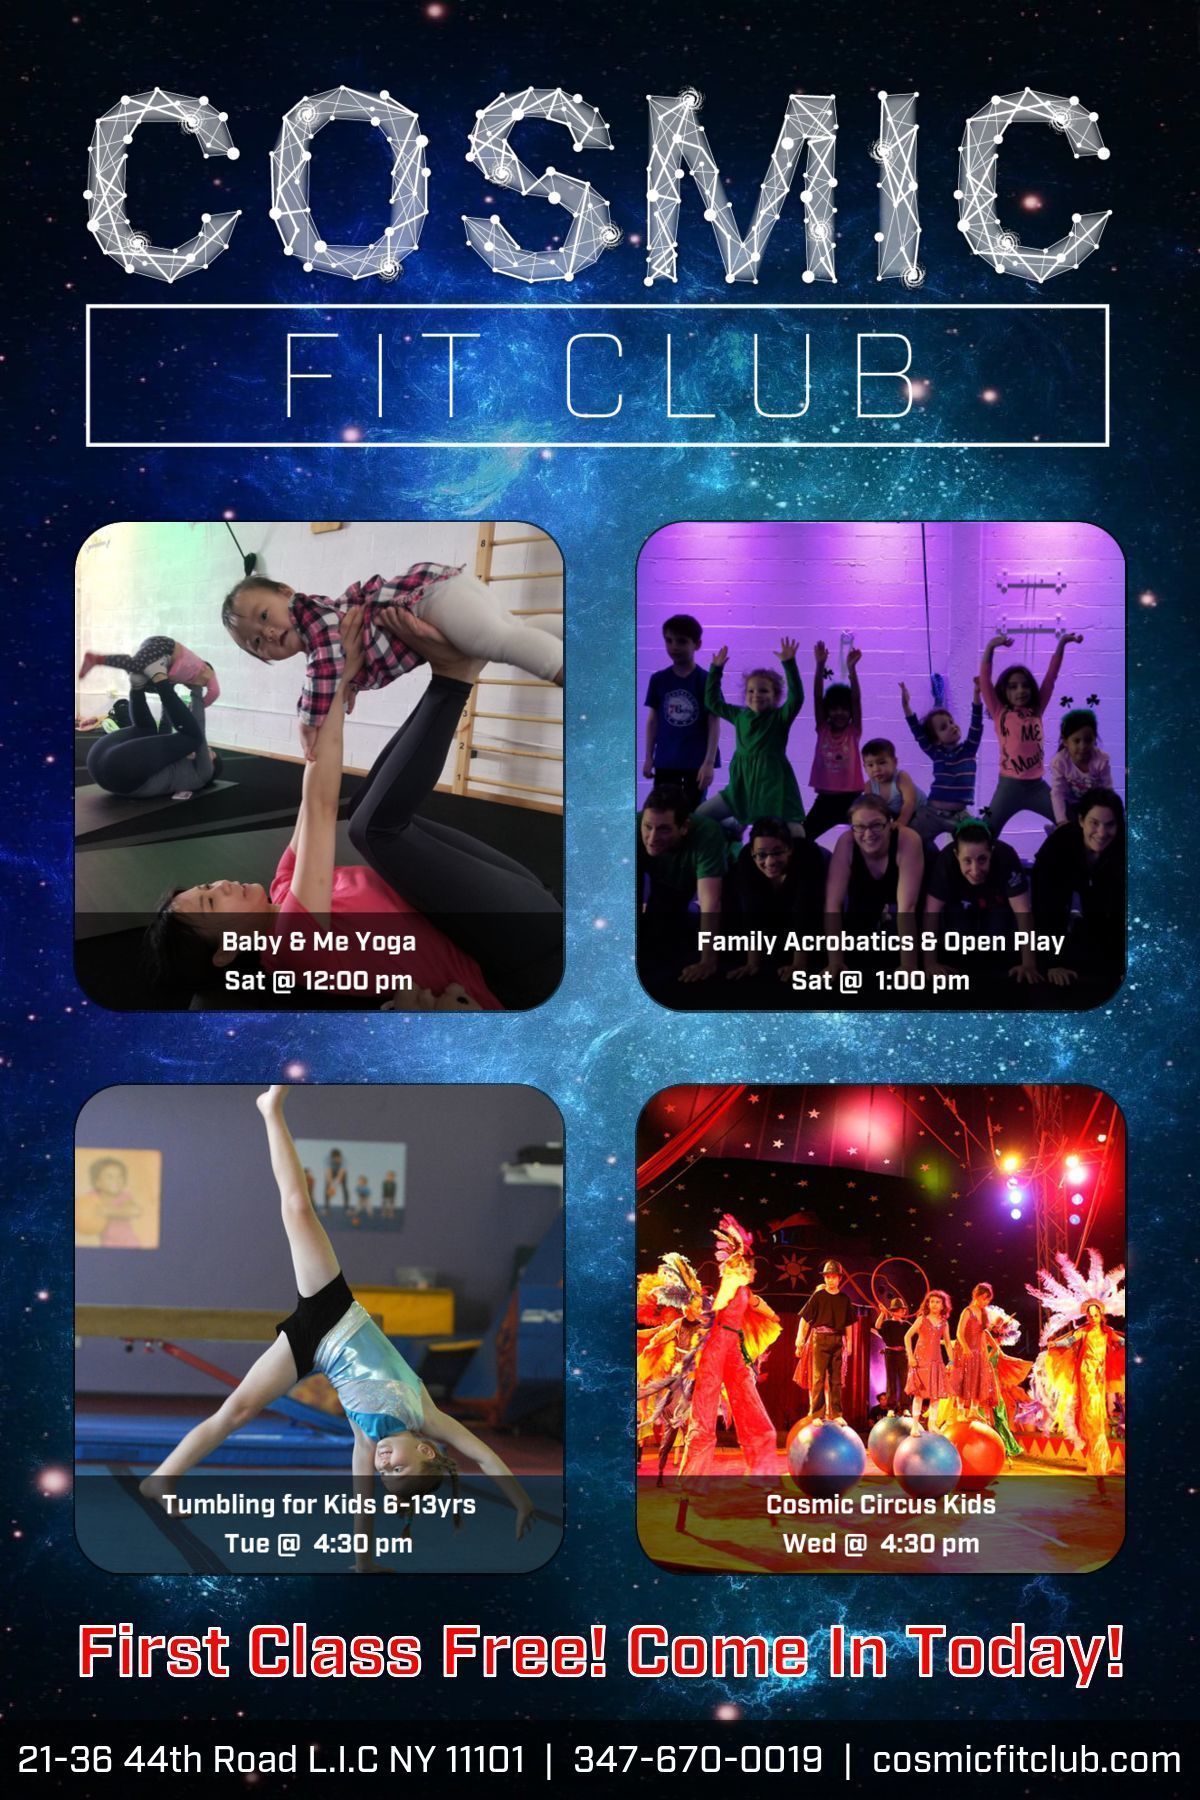 COSMIC
FIT CLUB
Baby & Me Yoga
Sat @ 12:00 pm
Family Acrobatics & Open Play
Sat @ 1:00 pm
Tumbling for Kids 6-13yrs
Tue @ 4:30 pm
Cosmic Circus Kids
Wed @ 4:30 pm
First Class Free! Come In Today!
21-36 44th Road L.I.C NY 11101 | 347-670-0019 | cosmicfitclub.com